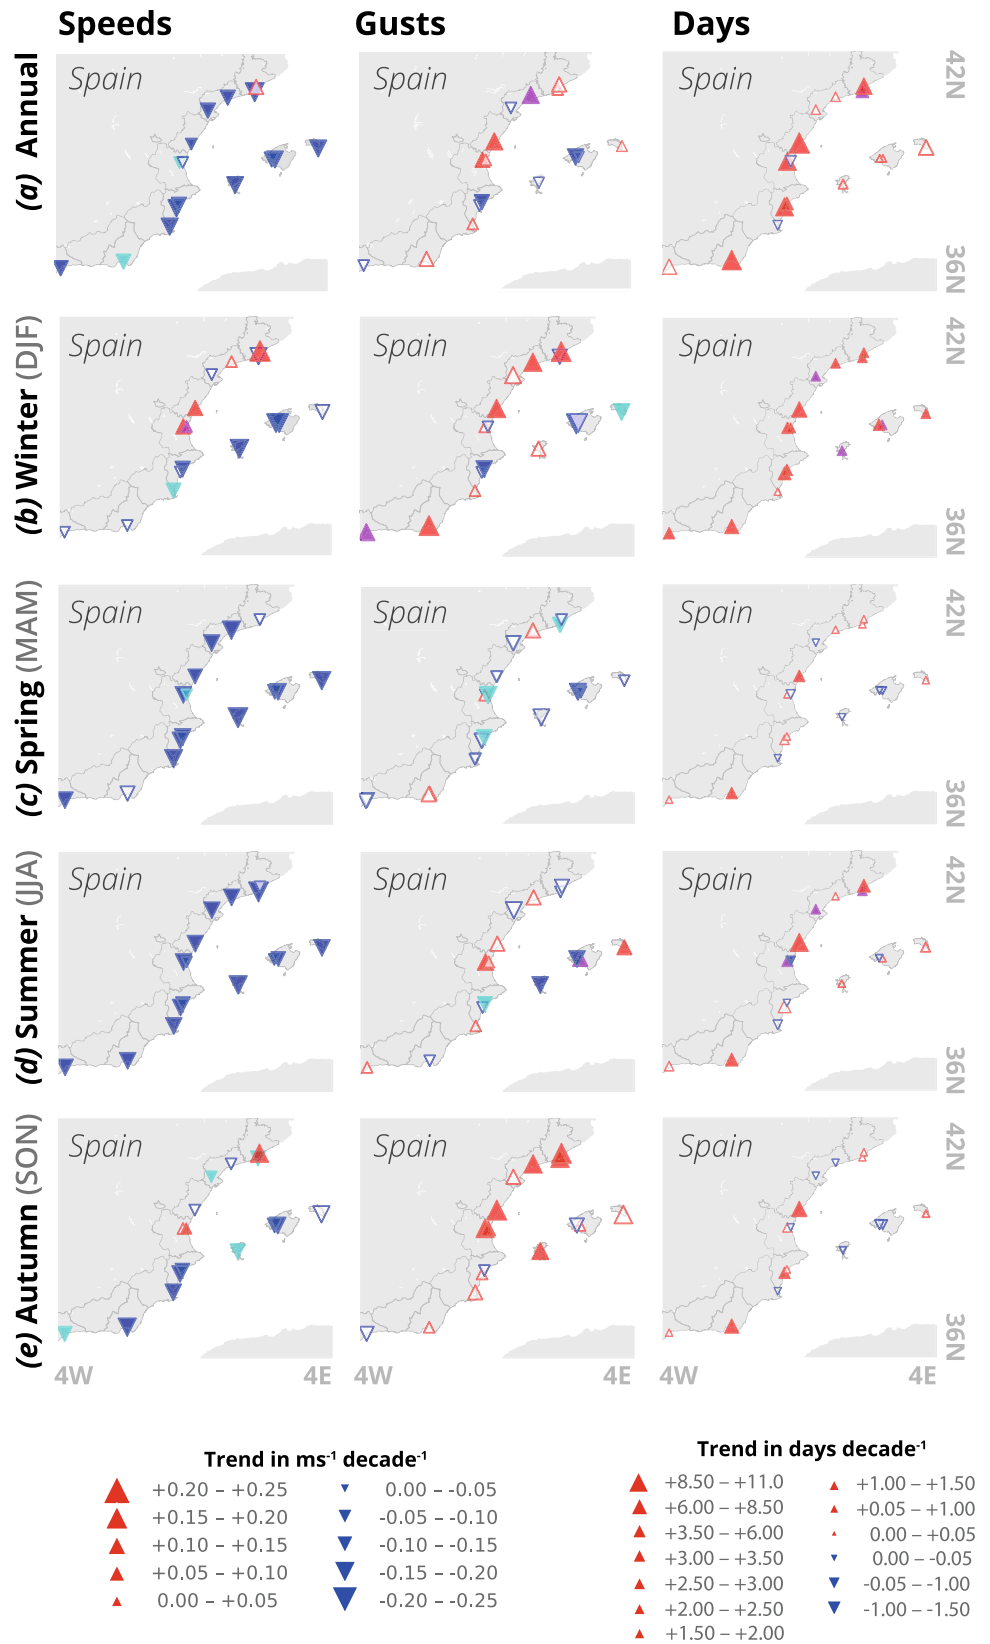 Speeds Gusts Days
(a) Annual
Spain Spain Spain
42N
36N
(b) Winter (DJF)
Spain Spain Spain
42N
36N
(c) Spring (MAM)
Spain Spain Spain
42N
36N
(d) Summer (JJA)
Spain Spain Spain
42N
36N
(e) Autumn (SON)
Spain Spain Spain
42N
36N
4W 4E 4W 4E 4W 4E
Trend in ms-1 decade-1
+0.20 – +0.25 0.00 – -0.05
+0.15 – +0.20 -0.05 – -0.10
+0.10 – +0.15 -0.10 – -0.15
+0.05 – +0.10 -0.15 – -0.20
0.00 – +0.05 -0.20 – -0.25
Trend in days decade-1
+8.50 – +11.0 +1.00 – +1.50
+6.00 – +8.50 +0.05 – +1.00
+3.50 – +6.00 0.00 – +0.05
+3.00 – +3.50 0.00 – -0.05
+2.50 – +3.00 -0.05 – -1.00
+2.00 – +2.50 -1.00 – -1.50
+1.50 – +2.00